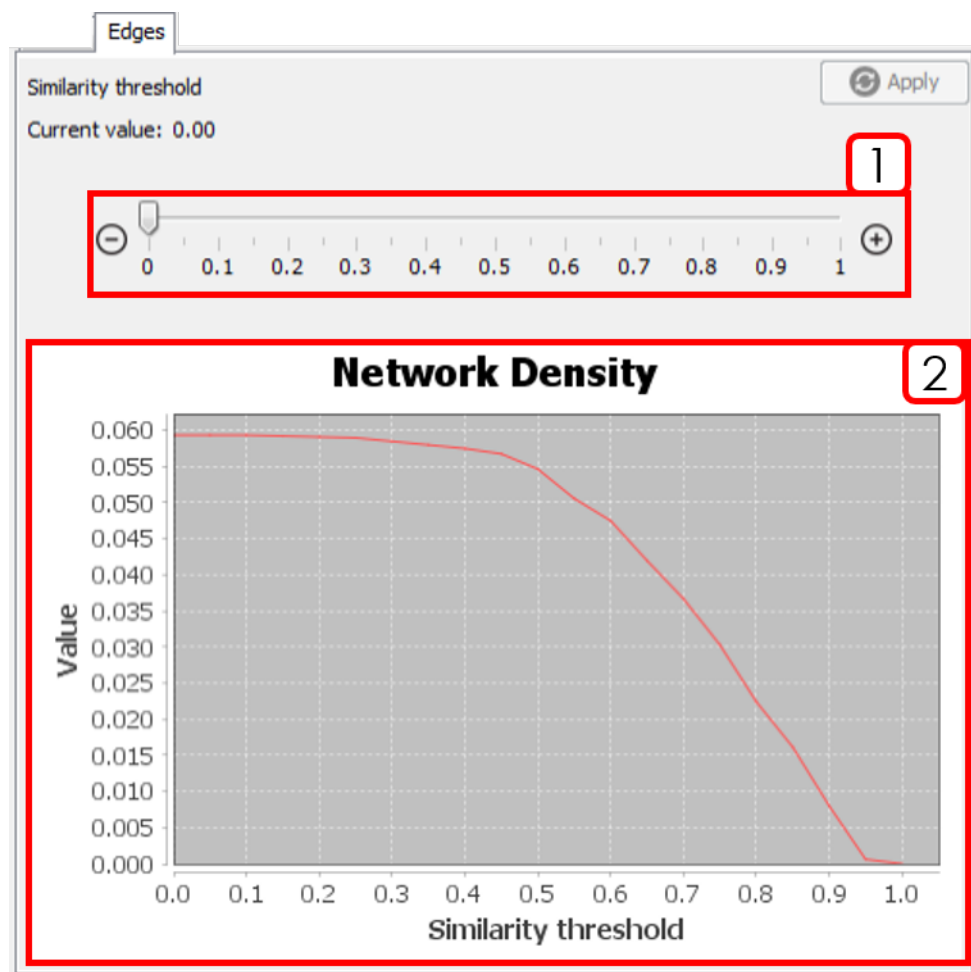 Edges
Similarity threshold
Apply
Current value: 0.00
1
0 0.1 0.2 0.3 0.4 0.5 0.6 0.7 0.8 0.9 1
2
Network Density
0.060
0.055
0.050
0.045
0.040
0.035
0.030
0.025
0.020
0.015
0.010
0.005
0.000
Value
0.0 0.1 0.2 0.3 0.4 0.5 0.6 0.7 0.8 0.9 1.0
Similarity threshold